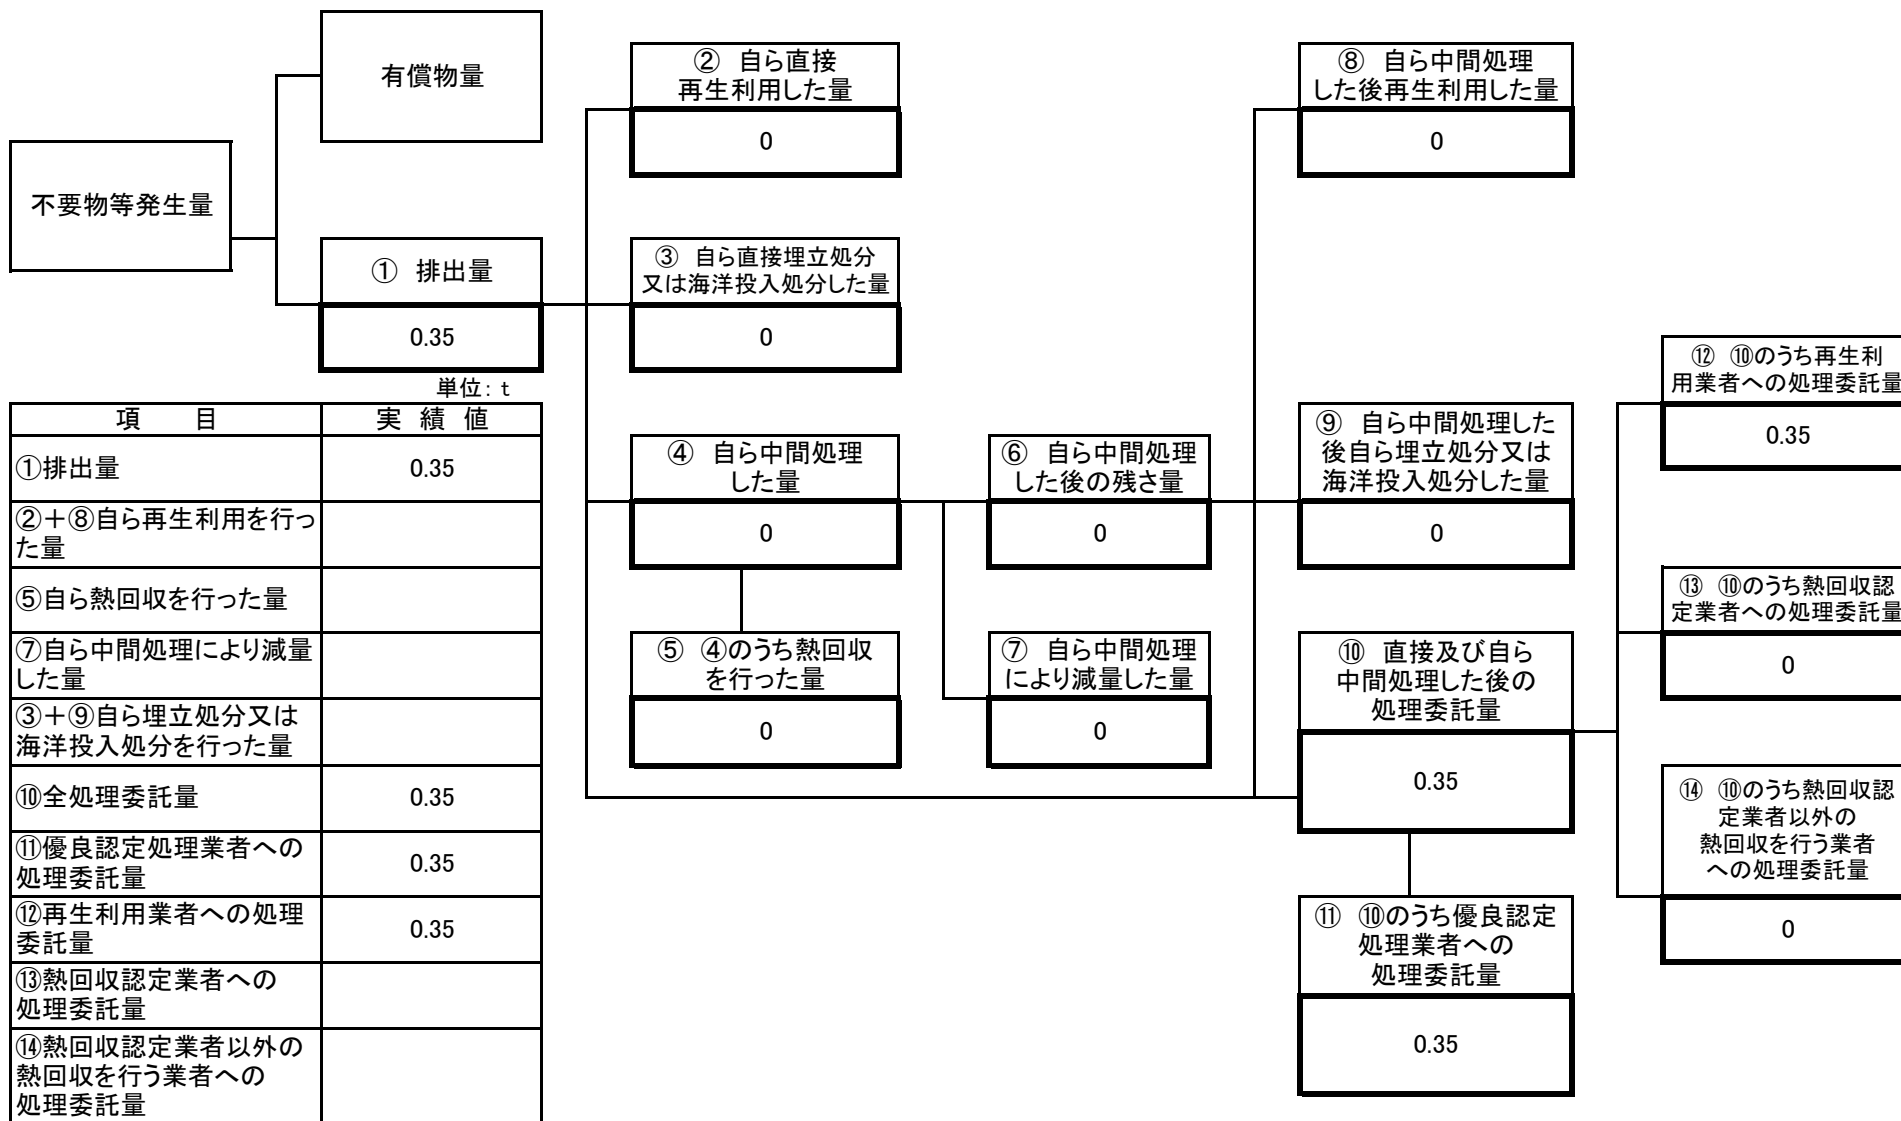 有償物量
不要物等発生量
① 排出量
0.35
② 自ら直接
再生利用した量
0
③ 自ら直接埋立処分
又は海洋投入処分した量
0
④ 自ら中間処理
した量
0
⑤ ④のうち熱回収
を行った量
0
⑥ 自ら中間処理
した後の残さ量
0
⑦ 自ら中間処理
により減量した量
0
⑧ 自ら中間処理
した後再生利用した量
0
⑨ 自ら中間処理した
後自ら埋立処分又は
海洋投入処分した量
0
⑩ 直接及び自ら
中間処理した後の
処理委託量
0.35
⑪ ⑩のうち優良認定
処理業者への
処理委託量
0.35
⑫ ⑩のうち再生利
用業者への処理委託量
0.35
⑬ ⑩のうち熱回収認
定業者への処理委託量
0
⑭ ⑩のうち熱回収認
定業者以外の
熱回収を行う業者
への処理委託量
0
単位:t
項 目 実 績 値
①排出量 0.35
②+⑧自ら再生利用を行っ
た量
⑤自ら熱回収を行った量
⑦自ら中間処理により減量
した量
③+⑨自ら埋立処分又は
海洋投入処分を行った量
⑩全処理委託量 0.35
⑪優良認定処理業者への
処理委託量 0.35
⑫再生利用業者への処理
委託量 0.35
⑬熱回収認定業者への
処理委託量
⑭熱回収認定業者以外の
熱回収を行う業者への
処理委託量